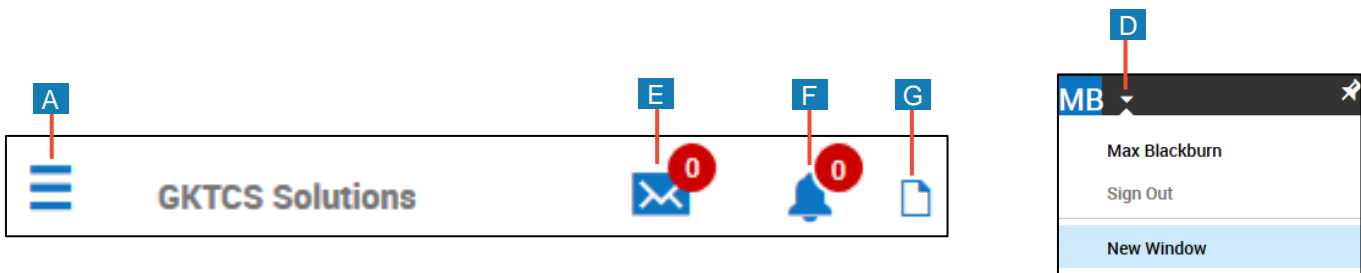 D
A
E
F
G
MB
GKTCS Solutions
0
0
Max Blackburn
Sign Out
New Window